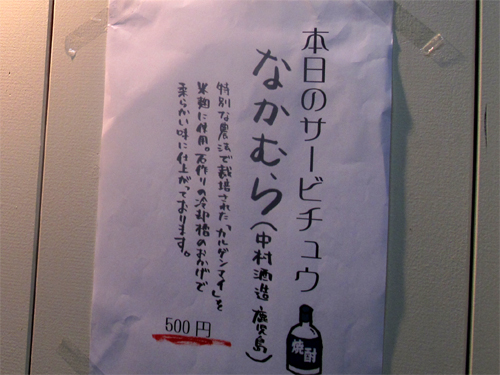 本日のサービチュウ
なかむら(中村酒造 鹿児島)
特別な農法で栽培された「カルゲンマイ」を
米麹に使用。石作りの冷却槽のおかげで
柔らかい味に仕上がっております。
500円
焼酎